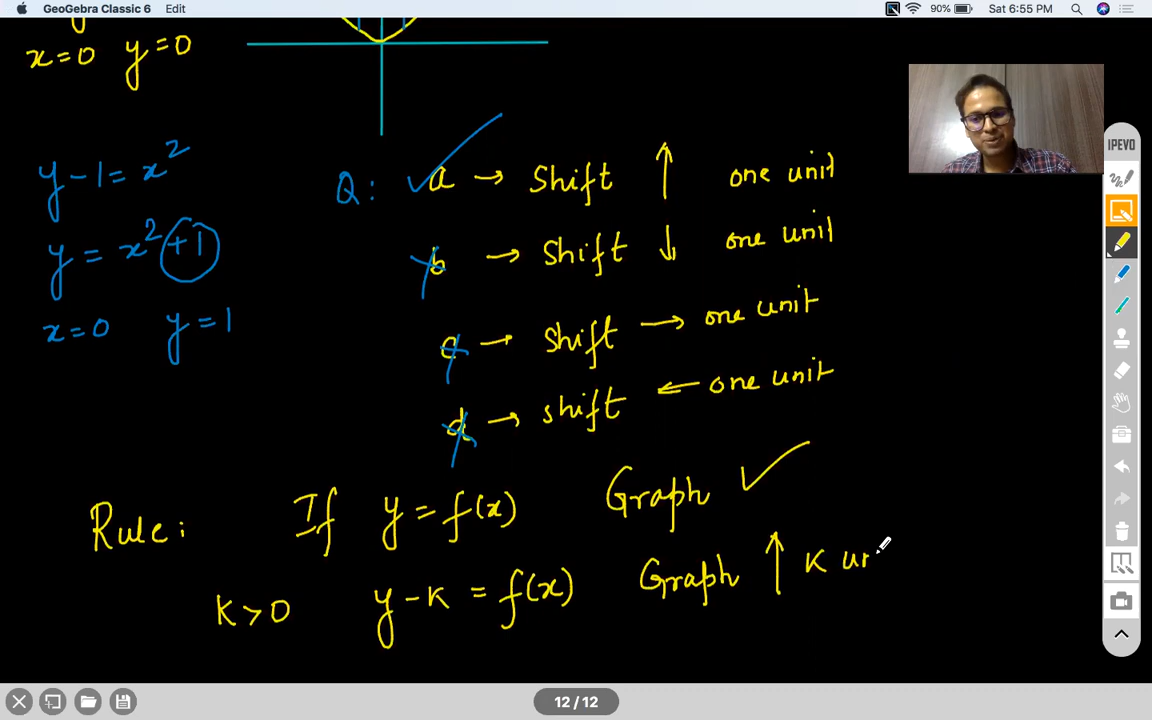 GeoGebra Classic 6 Edit 90% Sat 6:55 PM
x=0 y=0
IPEVO
y-1=x²
Q: a → Shift ↑ one unit
y = x²+1
b → Shift ↓ one unit
x=0 y=1
c → Shift → one unit
d → shift ← one unit
Rule: If y=f(x) Graph ✓
K>0 y-K = f(x) Graph ↑ K un
12/12